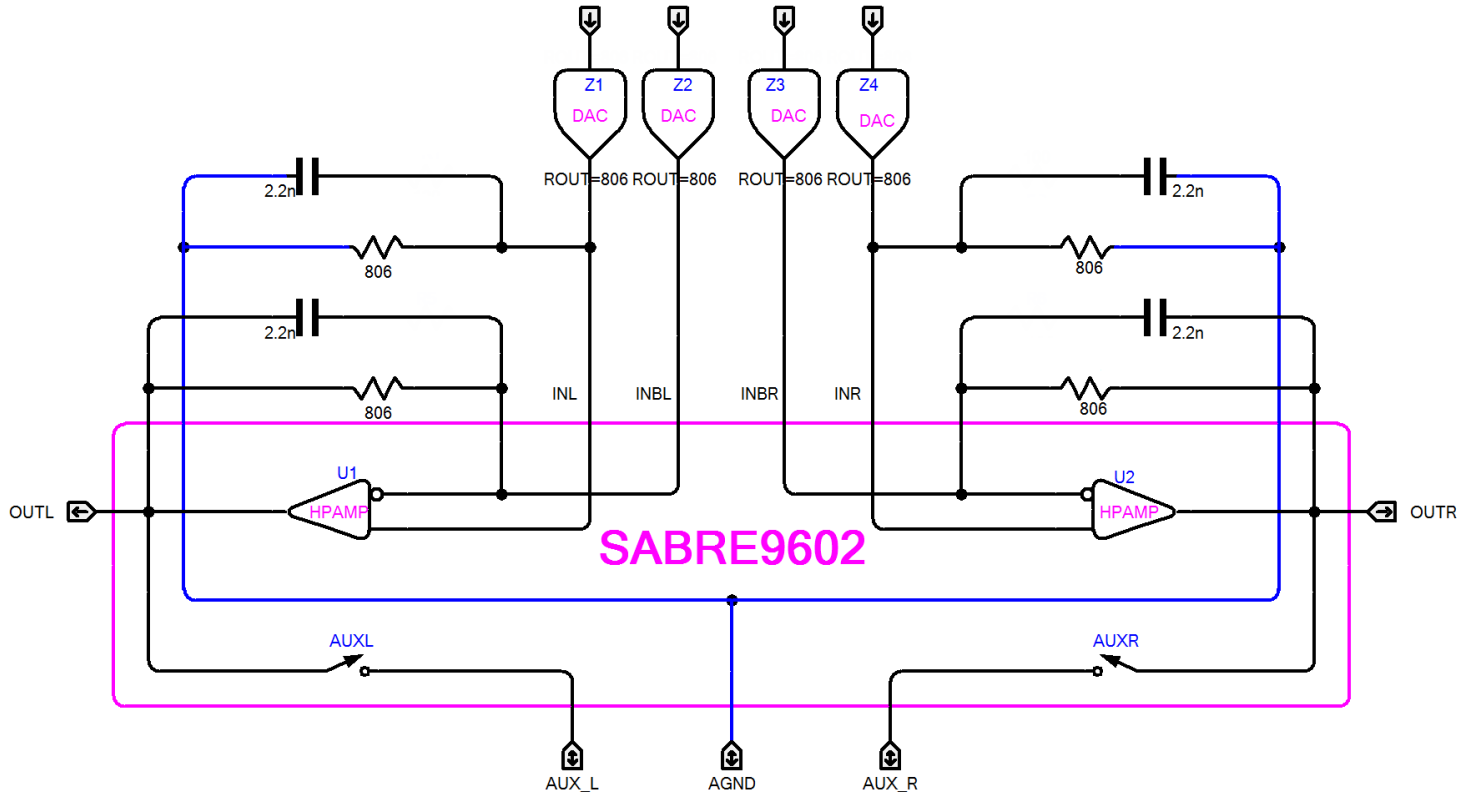 Z1
Z2
Z3
Z4
DAC
DAC
DAC
DAC
ROUT=806
ROUT=806
ROUT=806
ROUT=806
2.2n
2.2n
806
806
2.2n
2.2n
806
806
INL
INBL
INBR
INR
U1
U2
OUTL
HPAMP
HPAMP
OUTR
SABRE9602
AUXL
AUXR
AUX_L
AGND
AUX_R